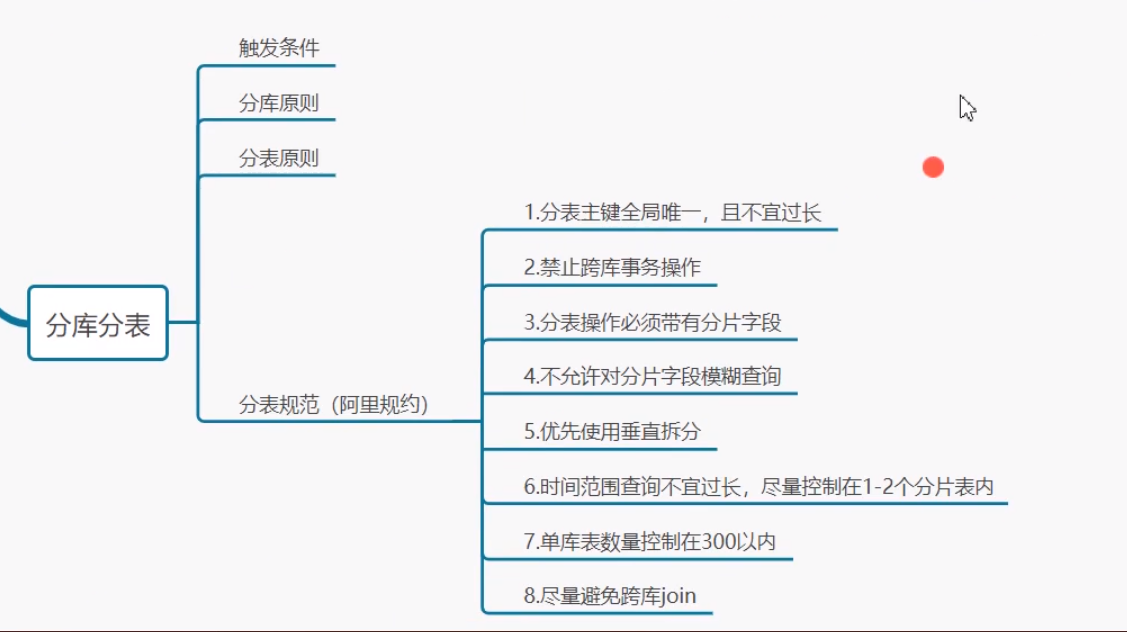 触发条件
分库原则
分表原则
分库分表
分表规范（阿里规约）
1.分表主键全局唯一，且不宜过长
2.禁止跨库事务操作
3.分表操作必须带有分片字段
4.不允许对分片字段模糊查询
5.优先使用垂直拆分
6.时间范围查询不宜过长，尽量控制在1-2个分片表内
7.单库表数量控制在300以内
8.尽量避免跨库join